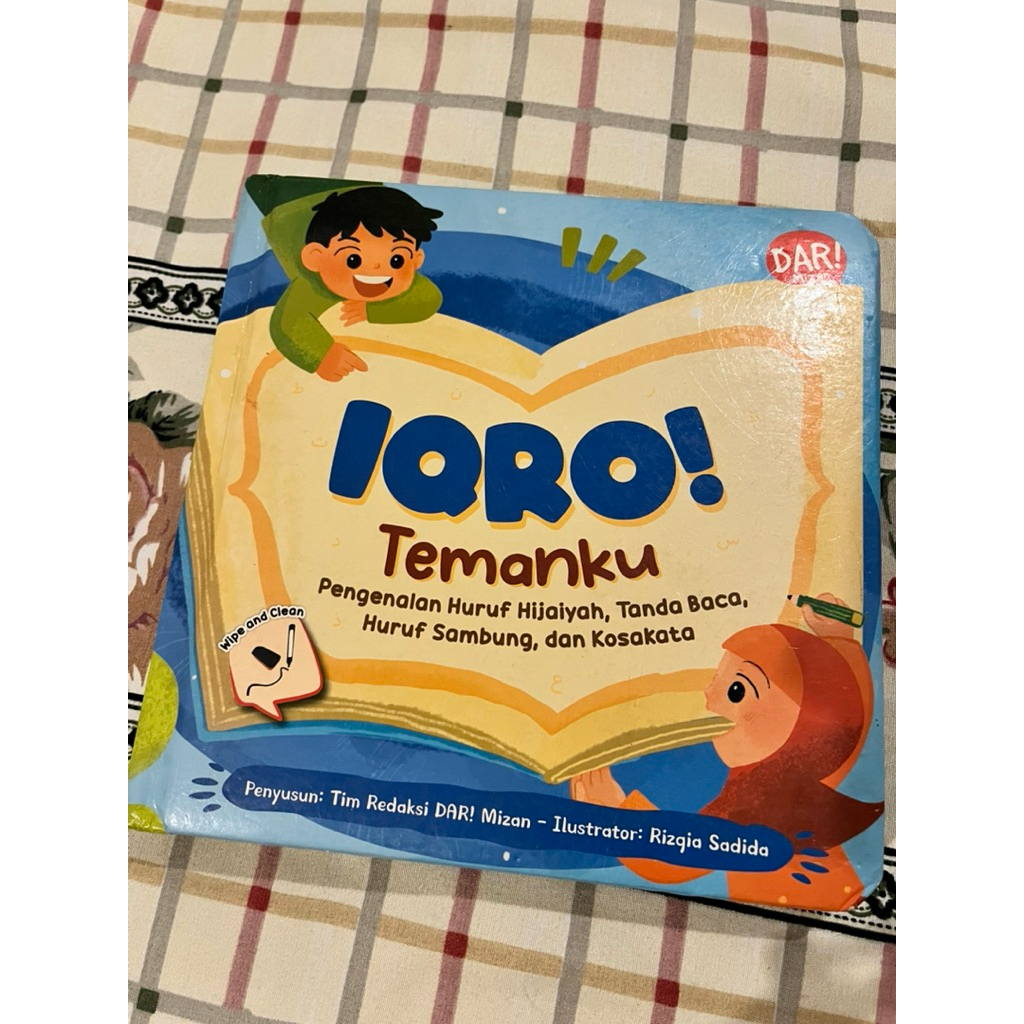 DAR!
MIZAN
IQRO!
Temanku
Pengenalan Huruf Hijaiyah, Tanda Baca,
Huruf Sambung, dan Kosakata
Wipe and Clean
Penyusun: Tim Redaksi DAR! Mizan - Ilustrator: Rizqia Sadida